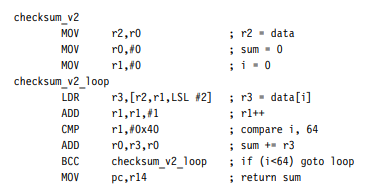 checksum_v2
MOV r2,r0 ; r2 = data
MOV r0,#0 ; sum = 0
MOV r1,#0 ; i = 0
checksum_v2_loop
LDR r3,[r2,r1,LSL #2] ; r3 = data[i]
ADD r1,r1,#1 ; r1++
CMP r1,#0x40 ; compare i, 64
ADD r0,r3,r0 ; sum += r3
BCC checksum_v2_loop ; if (i<64) goto loop
MOV pc,r14 ; return sum